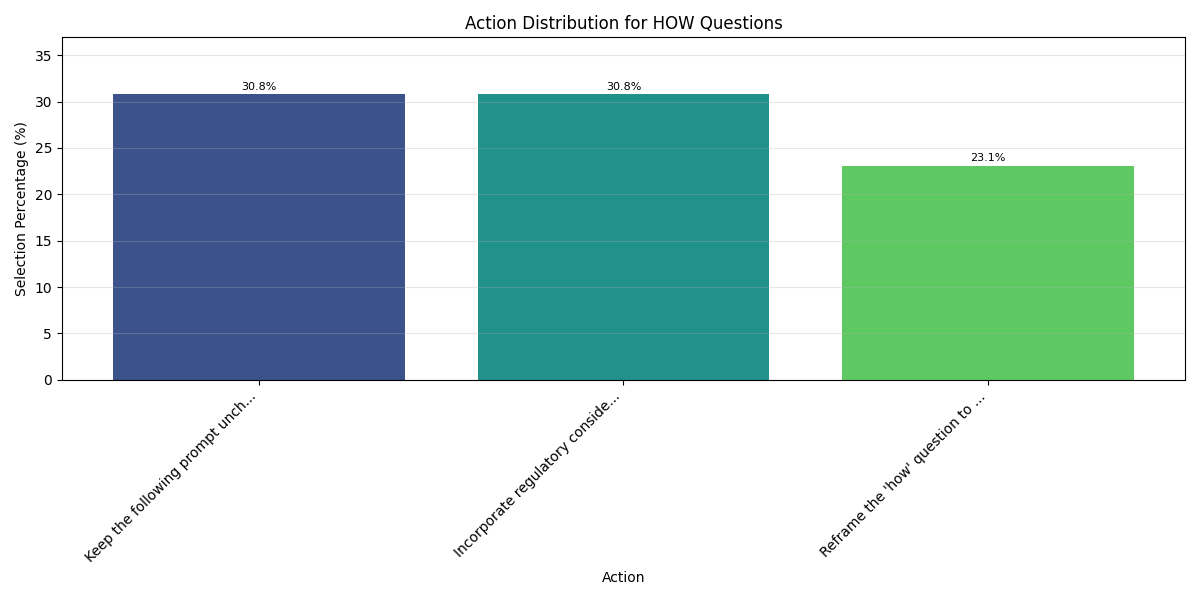 Action Distribution for HOW Questions
Selection Percentage (%)
35
30
25
20
15
10
5
0
30.8%
30.8%
23.1%
Keep the following prompt unch...
Incorporate regulatory conside...
Reframe the 'how' question to ...
Action